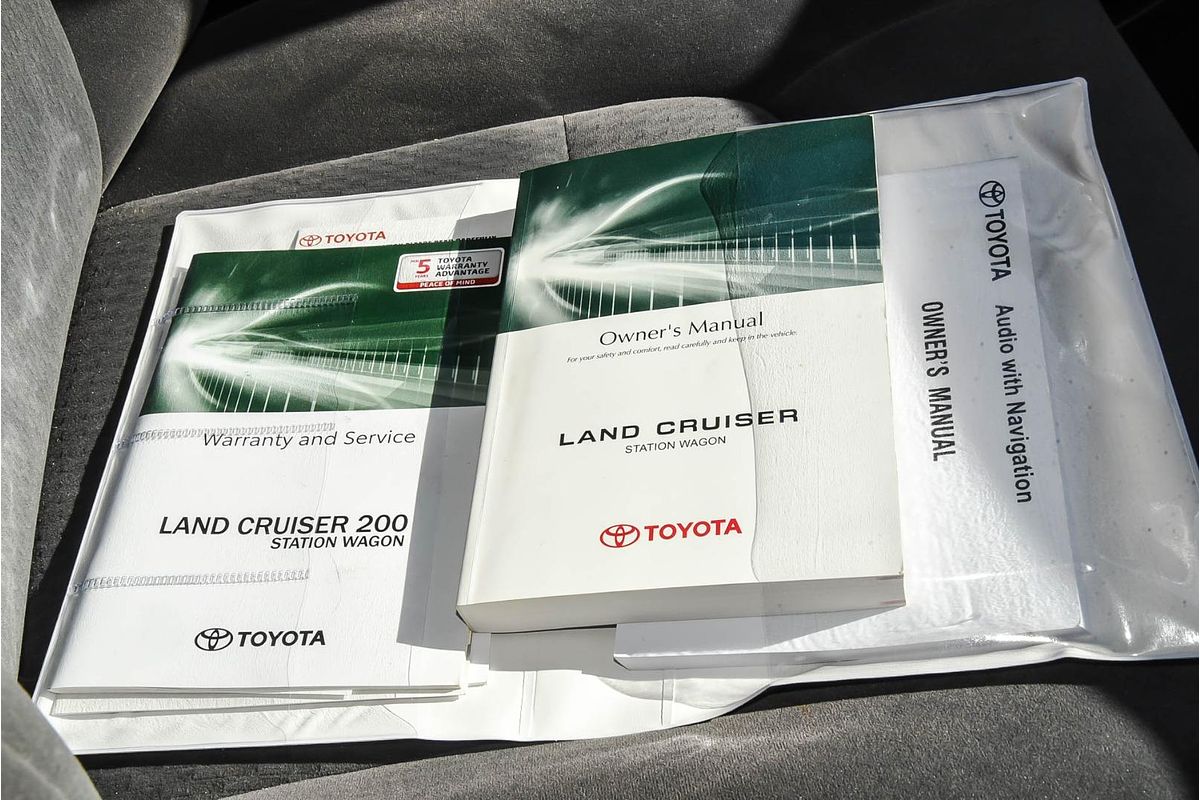 TOYOTA
5
YEARS
TOYOTA
WARRANTY
ADVANTAGE
PEACE OF MIND
Warranty and Service
LAND CRUISER 200
STATION WAGON
TOYOTA
Owner's Manual
For your safety and comfort, read carefully and keep in the vehicle.
LAND CRUISER
STATION WAGON
TOYOTA
TOYOTA Audio with Navigation
OWNER'S MANUAL